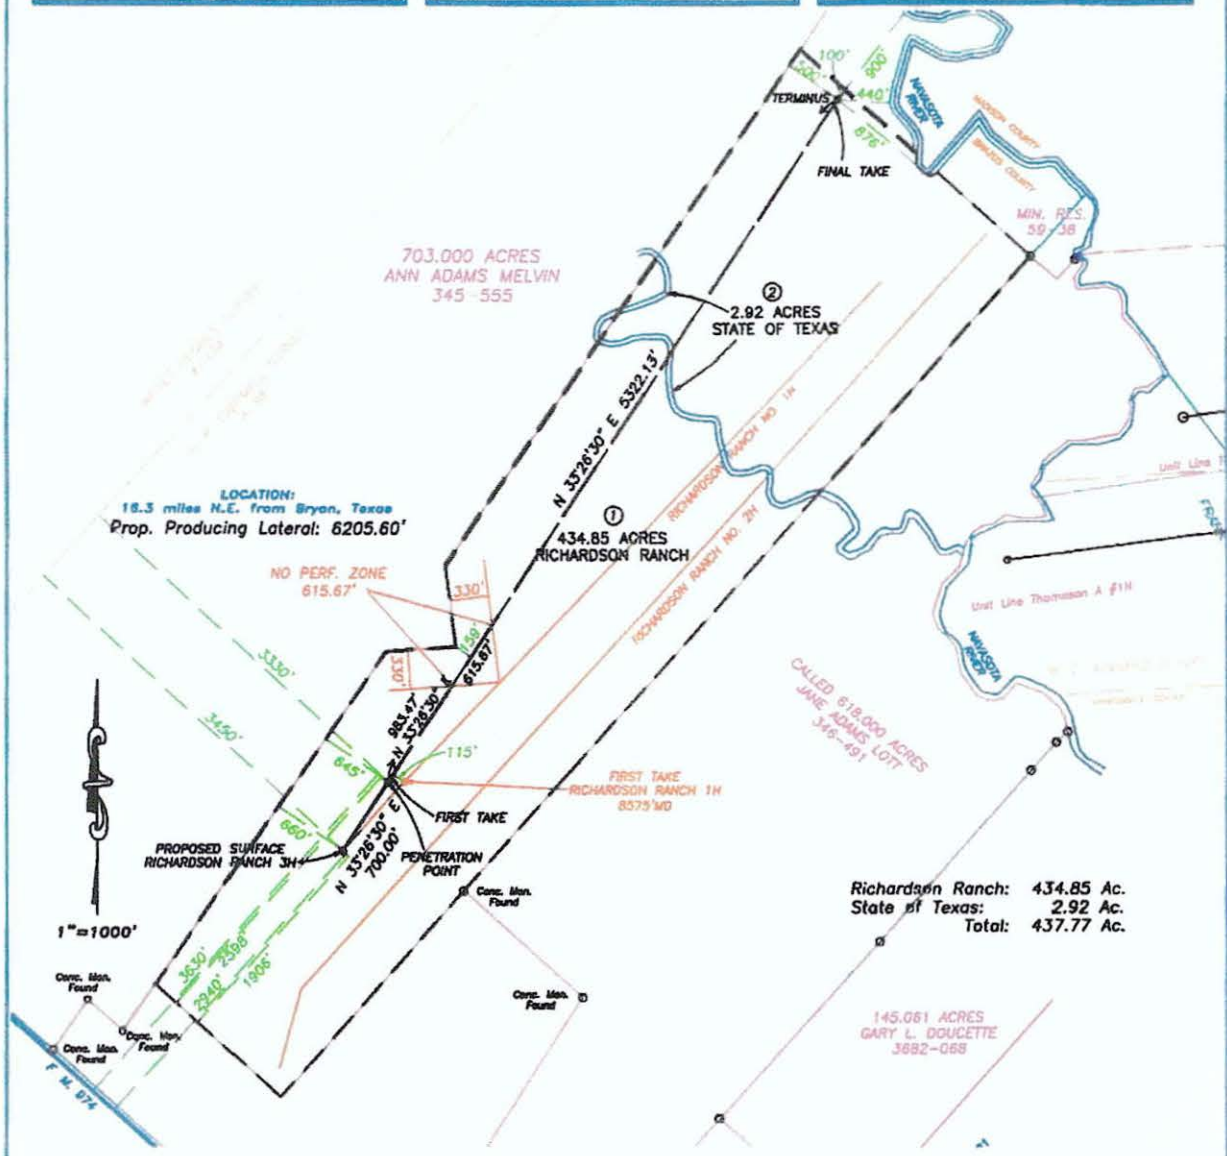 100'
500'
900'
440'
TERMINUS
876'
FINAL TAKE
NAVASOTA
RIVER
MADISON COUNTY
BRAZOS COUNTY
MIN. RES.
59-38
703.000 ACRES
ANN ADAMS MELVIN
345-555
2
2.92 ACRES
STATE OF TEXAS
N 33°26'30" E 5322.13'
RICHARDSON RANCH NO. 1H
RICHARDSON RANCH NO. 2H
LOCATION:
16.3 miles N.E. from Bryan, Texas
Prop. Producing Lateral: 6205.60'
1
434.85 ACRES
RICHARDSON RANCH
NO PERF. ZONE
615.67'
330'
159'
330'
615.67'
N 33°26'30" E
983.47'
Unit Line
Unit Line Thomason A #1H
NAVASOTA
RIVER
3330'
3450'
645'
660'
115'
CALLED 618.000 ACRES
JANE ADAMS LOTT
346-491
FIRST TAKE
RICHARDSON RANCH 1H
8575'MD
FIRST TAKE
PENETRATION
POINT
PROPOSED SURFACE
RICHARDSON RANCH 3H
N 33°26'30" E
700.00'
1"=1000'
Conc. Mon.
Found
Richardson Ranch: 434.85 Ac.
State of Texas: 2.92 Ac.
Total: 437.77 Ac.
3630'
2598'
2940'
1906'
Conc. Mon.
Found
Conc. Mon.
Found
Conc. Mon.
Found
Conc. Mon.
Found
F. M. 974
145.061 ACRES
GARY L. DOUCETTE
3682-068